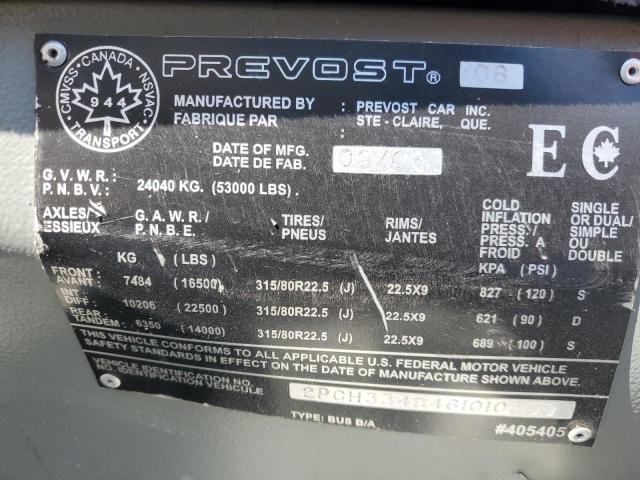 CMVSS · CANADA · NSVAC
944
TRANSPORT
PREVOST® 06
MANUFACTURED BY : PREVOST CAR INC.
FABRIQUE PAR STE - CLAIRE, QUE.
DATE OF MFG.
DATE DE FAB.
EC
G. V. W. R. :
P. N. B. V. : 24040 KG. (53000 LBS)
AXLES/ G. A. W. R. / TIRES/ RIMS/ COLD INFLATION PRESS./ SINGLE OR DUAL/
ESSIEUX P. N. B. E. PNEUS JANTES PRESS. A FROID SIMPLE OU DOUBLE
KG (LBS) KPA (PSI)
FRONT/
AVANT: 7484 (16500) 315/80R22.5 (J) 22.5X9 827 (120) S
INT
DIFF : 10206 (22500) 315/80R22.5 (J) 22.5X9 621 (90) D
REAR
TANDEM: 6350 (14000) 315/80R22.5 (J) 22.5X9 689 (100) S
THIS VEHICLE CONFORMS TO ALL APPLICABLE U.S. FEDERAL MOTOR VEHICLE
SAFETY STANDARDS IN EFFECT ON THE DATE OF MANUFACTURE SHOWN ABOVE.
VEHICLE IDENTIFICATION NO.
NO. IDENTIFICATION VEHICULE
TYPE: BUS B/A #405405